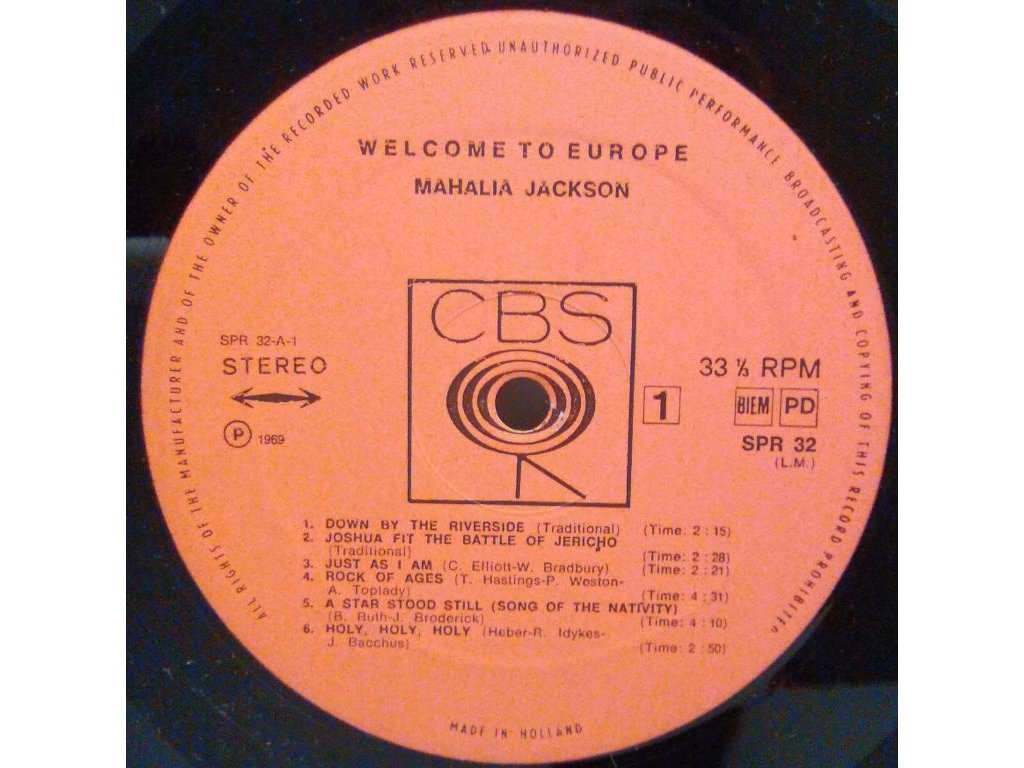 ALL RIGHTS OF THE MANUFACTURER AND OF THE OWNER OF THE RECORDED WORK RESERVED. UNAUTHORIZED PUBLIC PERFORMANCE BROADCASTING AND COPYING OF THIS RECORD PROHIBITED
WELCOME TO EUROPE
MAHALIA JACKSON
CBS
SPR 32-A-1
STEREO
Ⓟ 1969
1
33 ⅓ RPM
BIEM PD
SPR 32
(L.M.)
1. DOWN BY THE RIVERSIDE (Traditional) (Time: 2 : 15)
2. JOSHUA FIT THE BATTLE OF JERICHO
(Traditional) (Time: 2 : 28)
3. JUST AS I AM (C. Elliott-W. Bradbury) (Time: 2 : 21)
4. ROCK OF AGES (T. Hastings-P. Weston-
A. Toplady) (Time: 4 : 31)
5. A STAR STOOD STILL (SONG OF THE NATIVITY)
(B. Ruth-J. Broderick) (Time: 4 : 10)
6. HOLY, HOLY, HOLY (Heber-R. Idykes-
J. Bacchus) (Time: 2 : 50)
MADE IN HOLLAND